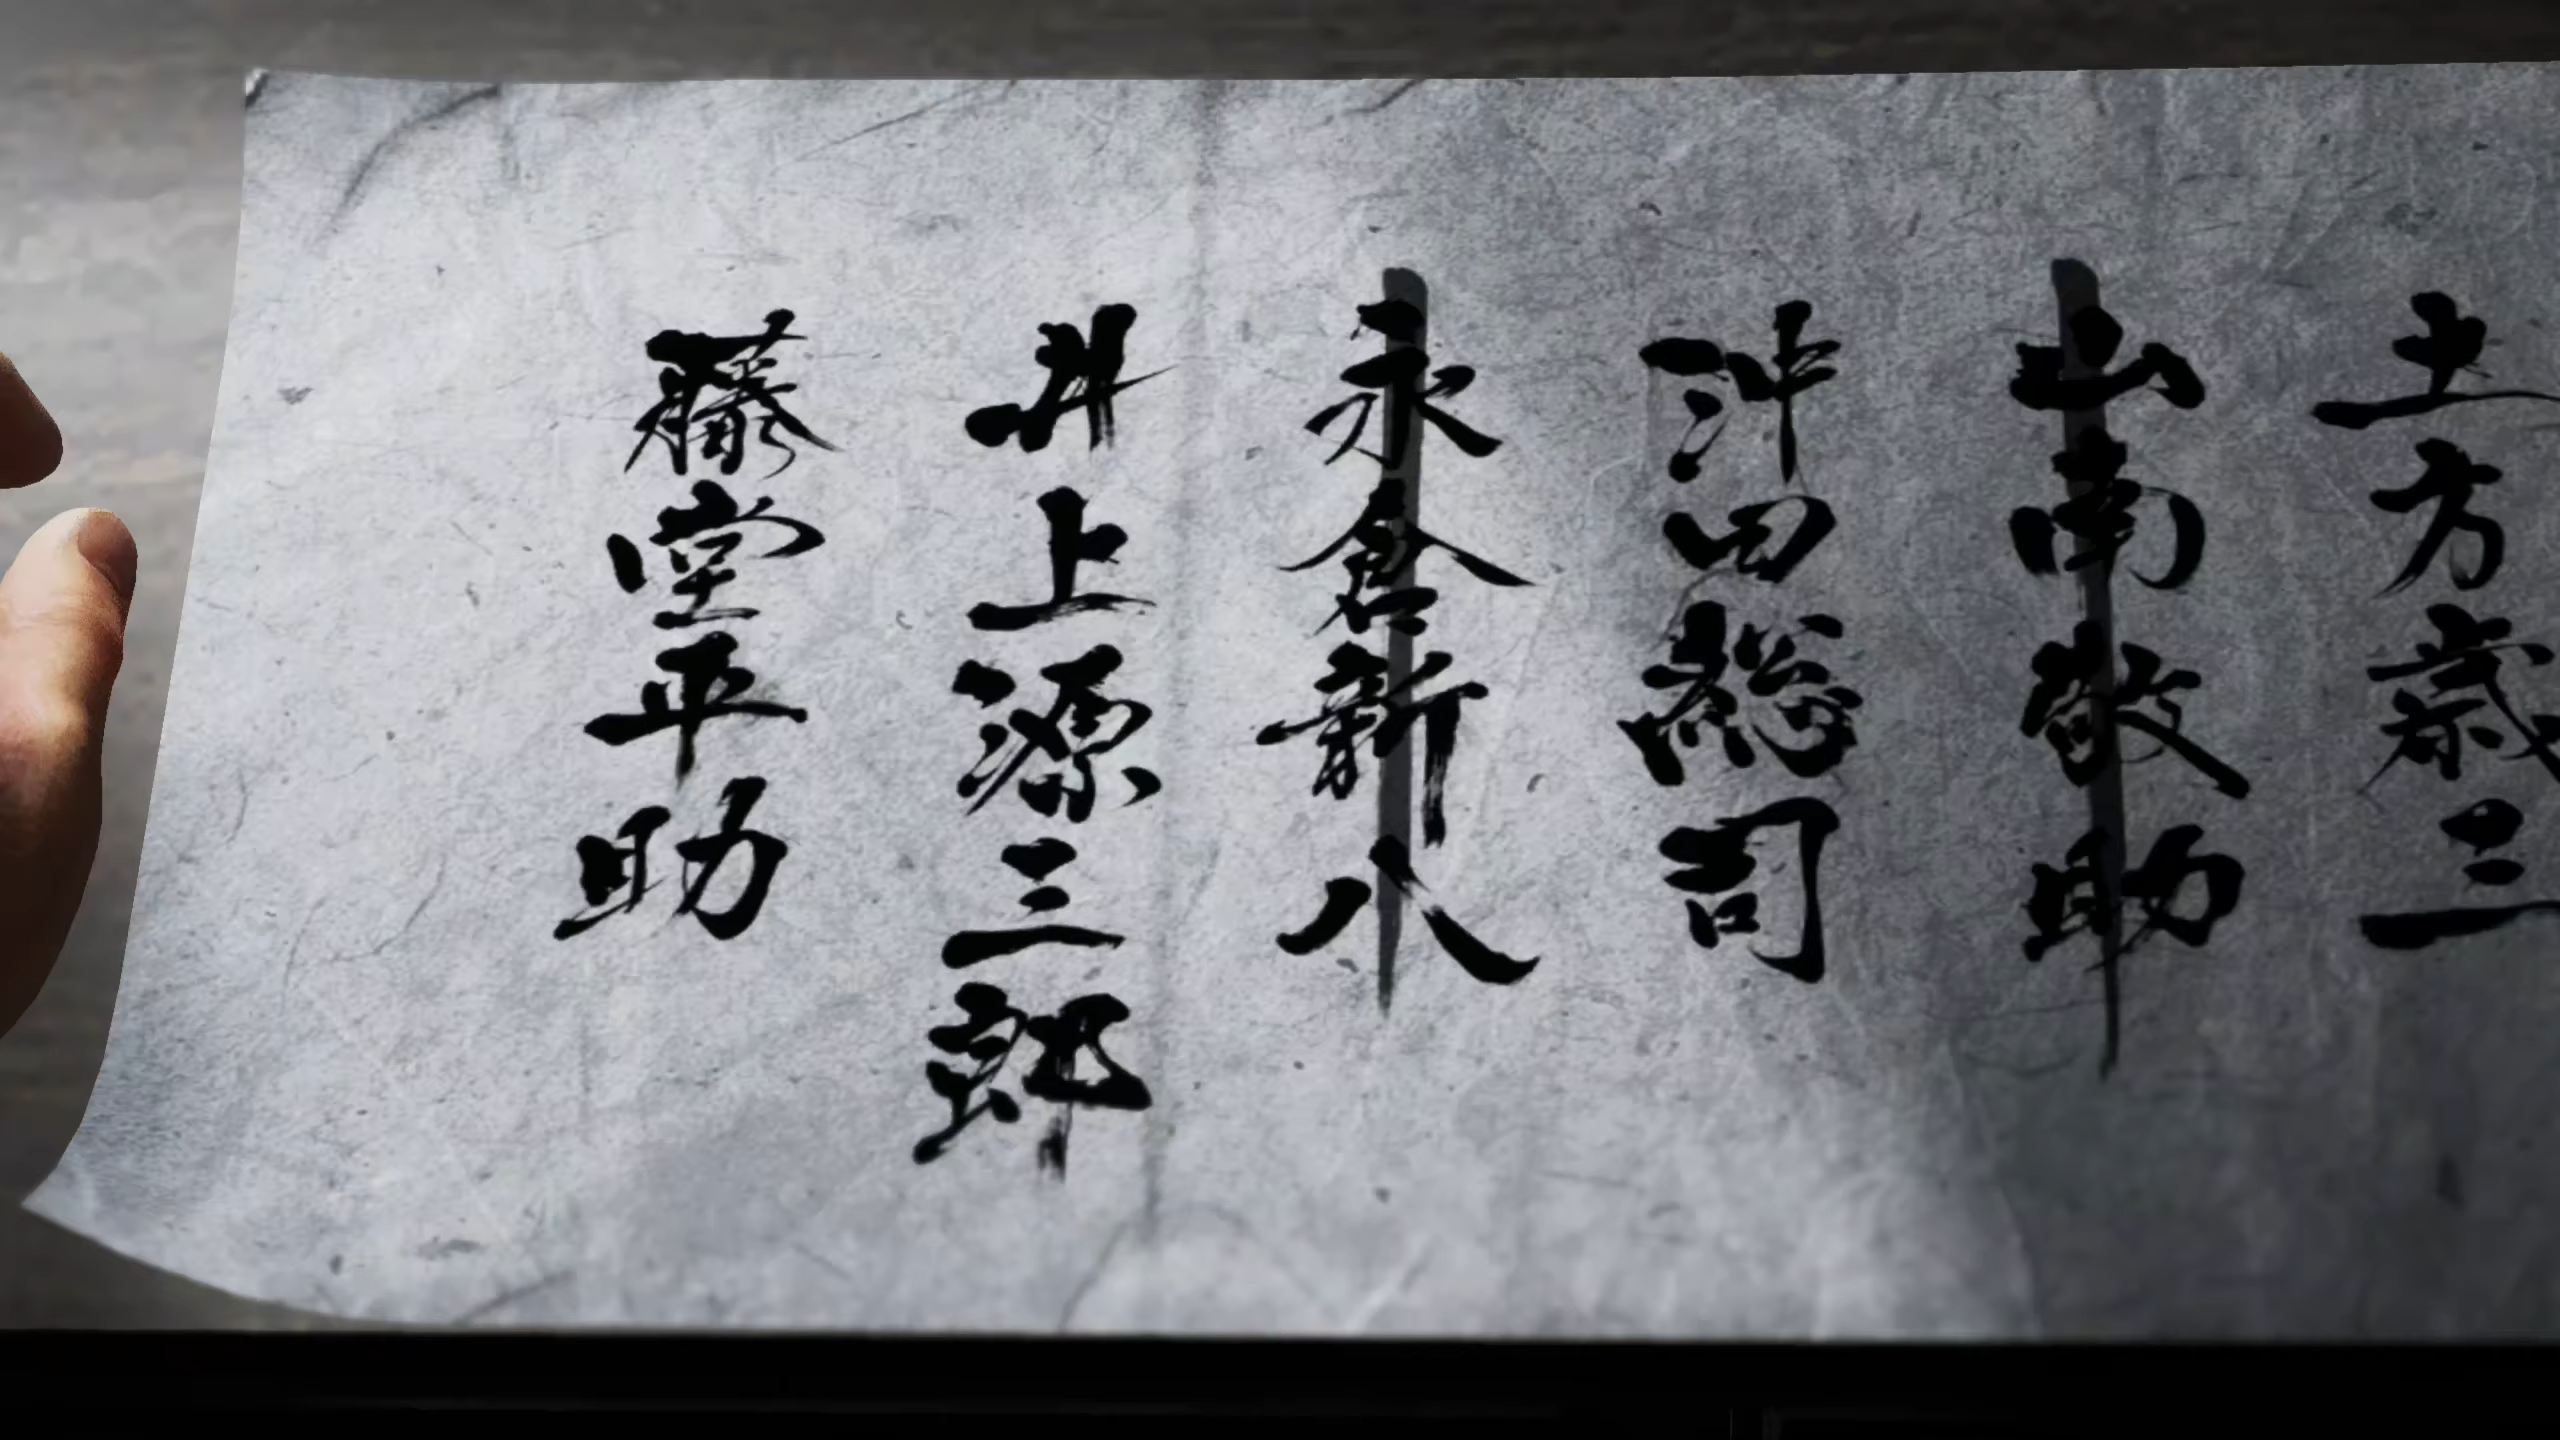 土方歳三
山南敬助
沖田総司
永倉新八
井上源三郎
藤堂平助